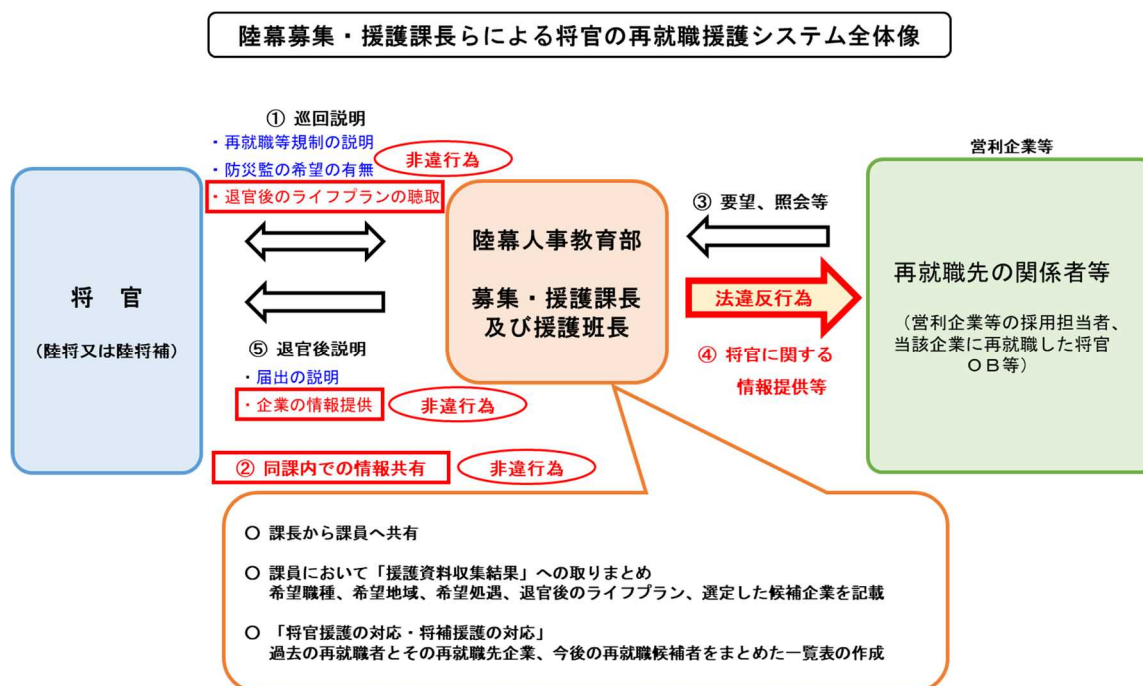 陸幕募集・援護課長らによる将官の再就職援護システム全体像
① 巡回説明
・再就職等規制の説明
・防災監の希望の有無
非違行為
・退官後のライフプランの聴取
将　官
（陸将又は陸将補）
⑤ 退官後説明
・届出の説明
・企業の情報提供
非違行為
陸幕人事教育部
募集・援護課長
及び援護班長
③ 要望、照会等
法違反行為
④ 将官に関する
情報提供等
営利企業等
再就職先の関係者等
（営利企業等の採用担当者、
当該企業に再就職した将官
ＯＢ等）
② 同課内での情報共有
非違行為
〇 課長から課員へ共有
〇 課員において「援護資料収集結果」への取りまとめ
希望職種、希望地域、希望処遇、退官後のライフプラン、選定した候補企業を記載
〇 「将官援護の対応・将補援護の対応」
過去の再就職者とその再就職先企業、今後の再就職候補者をまとめた一覧表の作成